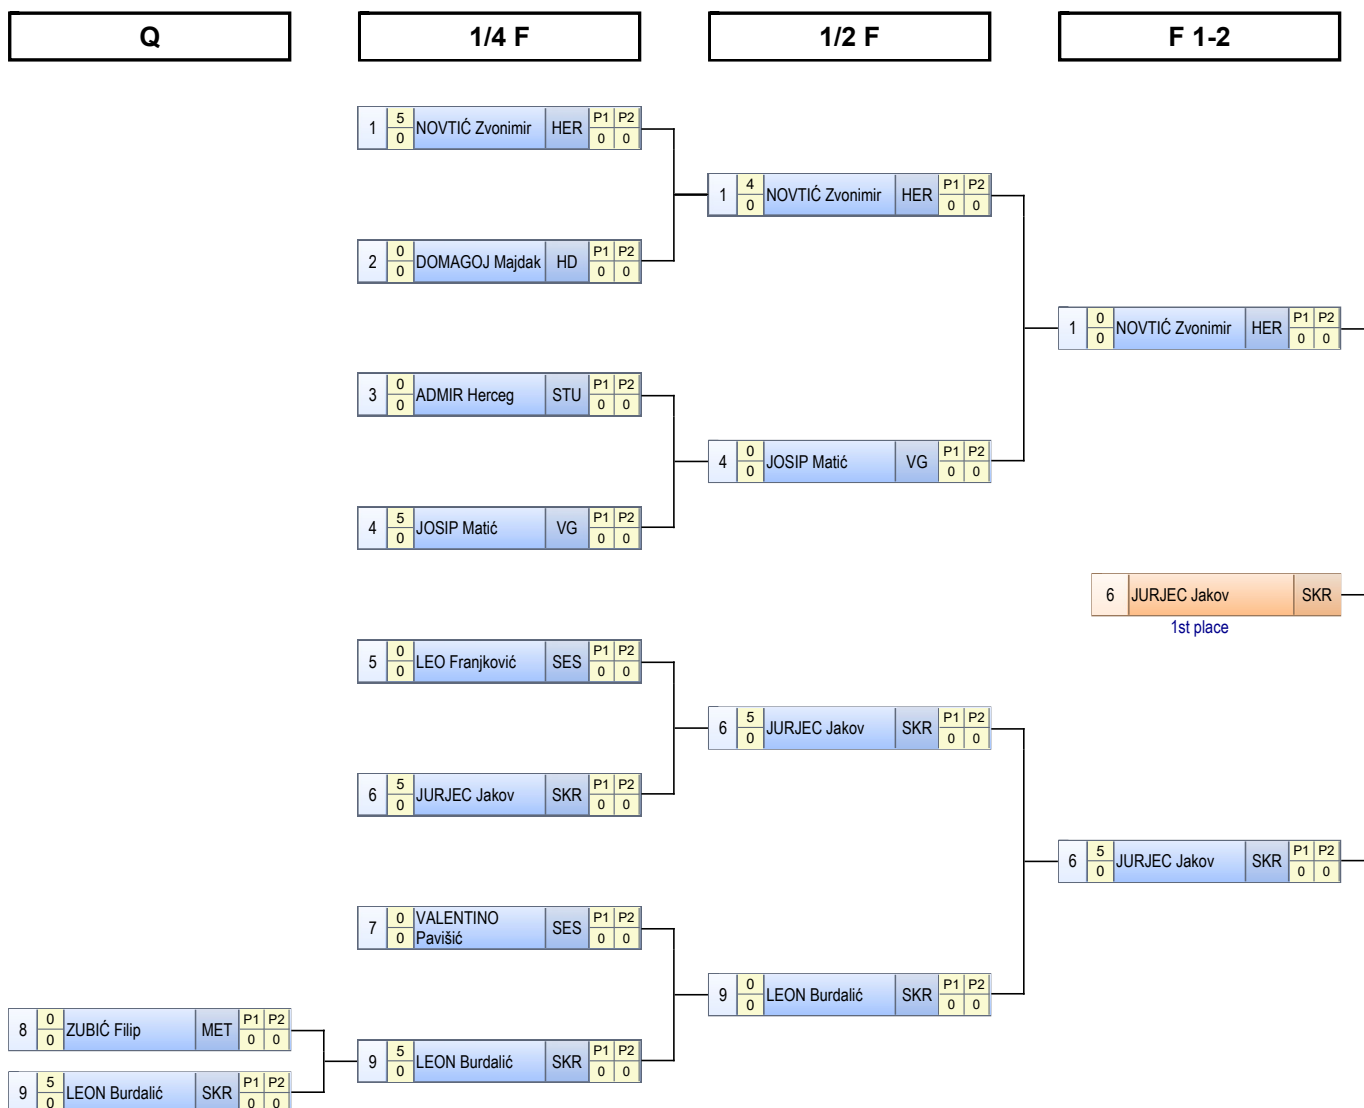 Q 1/4 F 1/2 F F 1-2
1 5 0 NOVTIĆ Zvonimir HER P1 P2 0 0
1 4 0 NOVTIĆ Zvonimir HER P1 P2 0 0
2 0 0 DOMAGOJ Majdak HD P1 P2 0 0
1 0 0 NOVTIĆ Zvonimir HER P1 P2 0 0
3 0 0 ADMIR Herceg STU P1 P2 0 0
4 0 0 JOSIP Matić VG P1 P2 0 0
4 5 0 JOSIP Matić VG P1 P2 0 0
6 JURJEC Jakov SKR
1st place
5 0 0 LEO Franjković SES P1 P2 0 0
6 5 0 JURJEC Jakov SKR P1 P2 0 0
6 5 0 JURJEC Jakov SKR P1 P2 0 0
6 5 0 JURJEC Jakov SKR P1 P2 0 0
7 0 0 VALENTINO
Pavišić SES P1 P2 0 0
9 0 0 LEON Burdalić SKR P1 P2 0 0
8 0 0 ZUBIĆ Filip MET P1 P2 0 0
9 5 0 LEON Burdalić SKR P1 P2 0 0
9 5 0 LEON Burdalić SKR P1 P2 0 0